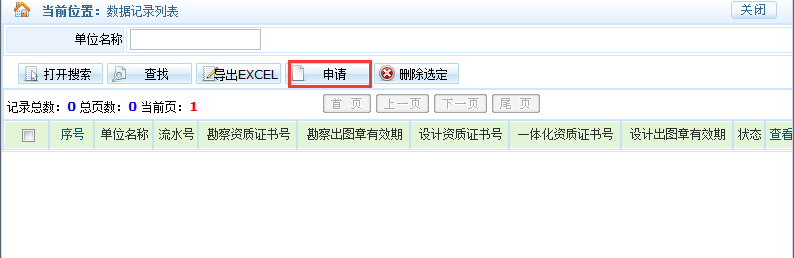 当前位置：数据记录列表 关闭
单位名称
打开搜索 查找 导出EXCEL 申请 删除选定
记录总数：0 总页数：0 当前页：1 首 页 上一页 下一页 尾 页
序号 单位名称 流水号 勘察资质证书号 勘察出图章有效期 设计资质证书号 一体化资质证书号 设计出图章有效期 状态 查看